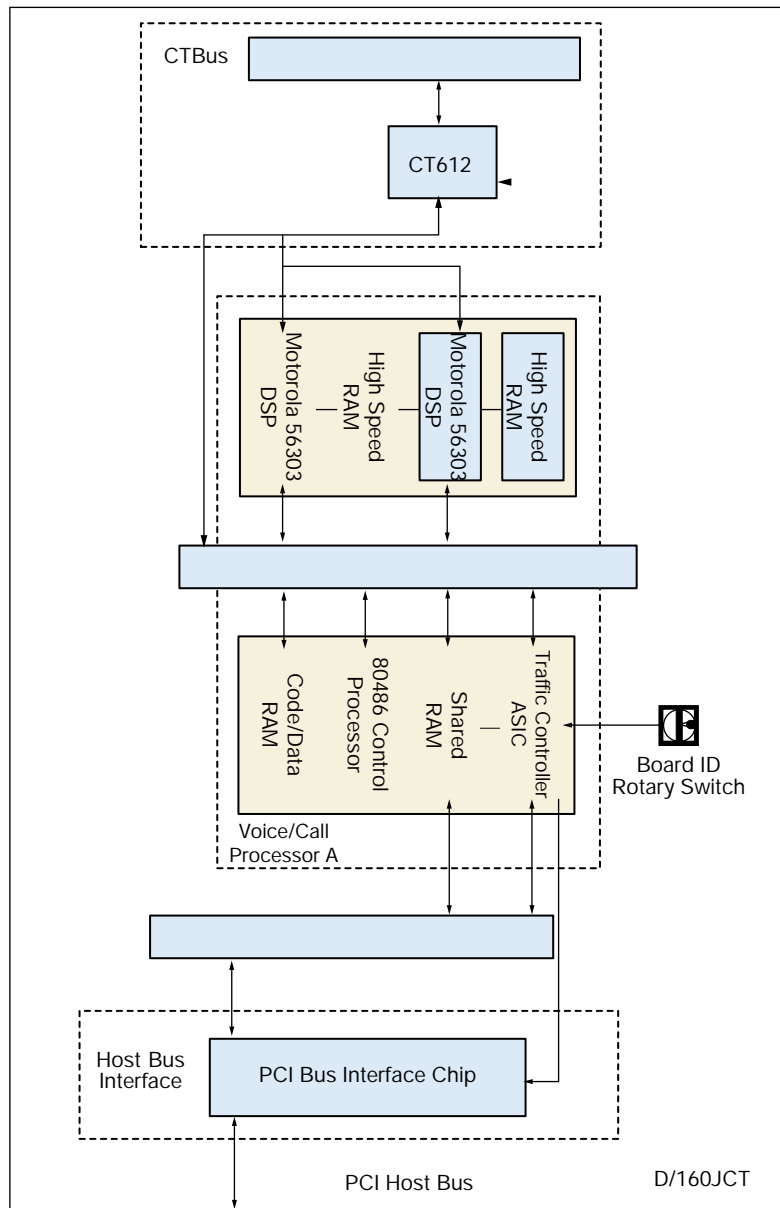 CTBus
CT612
Motorola 56303
DSP
High Speed
RAM
Motorola 56303
DSP
High Speed
RAM
Code/Data
RAM
80486 Control
Processor
Shared
RAM
Traffic Controller
ASIC
Board ID
Rotary Switch
Voice/Call
Processor A
Host Bus
Interface
PCI Bus Interface Chip
PCI Host Bus
D/160JCT